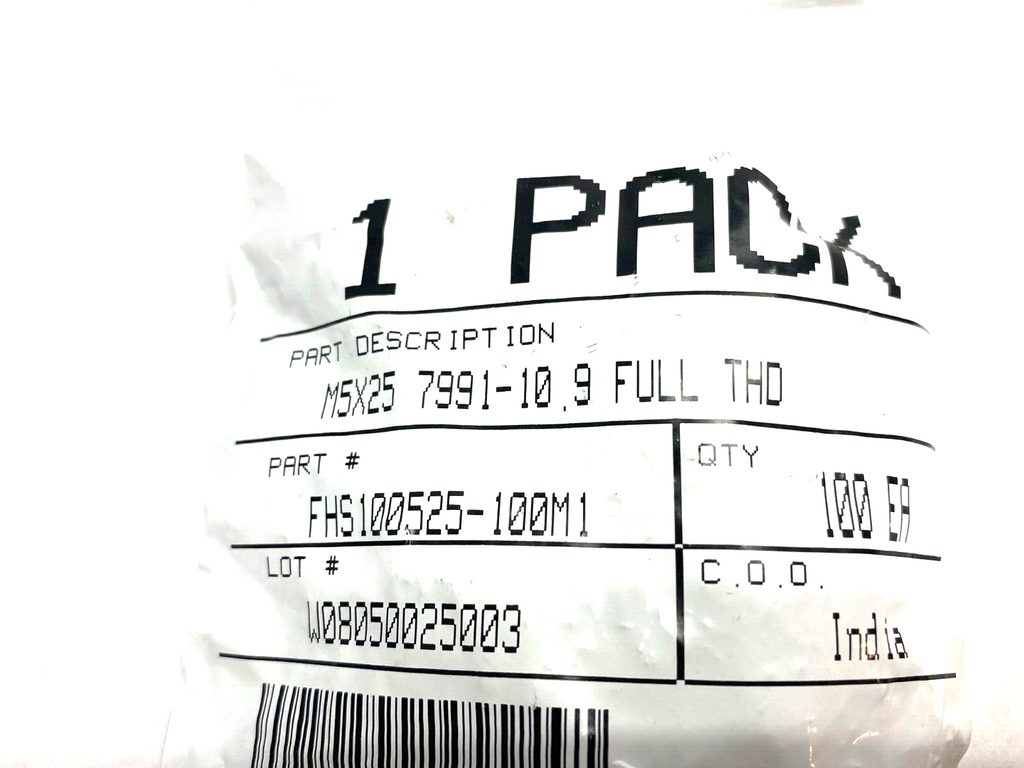 1 PACK
PART DESCRIPTION
M5X25 7991-10.9 FULL THD
PART #
QTY
FHS100525-100M1
100 EA
LOT #
C.O.O.
W08050025003
India